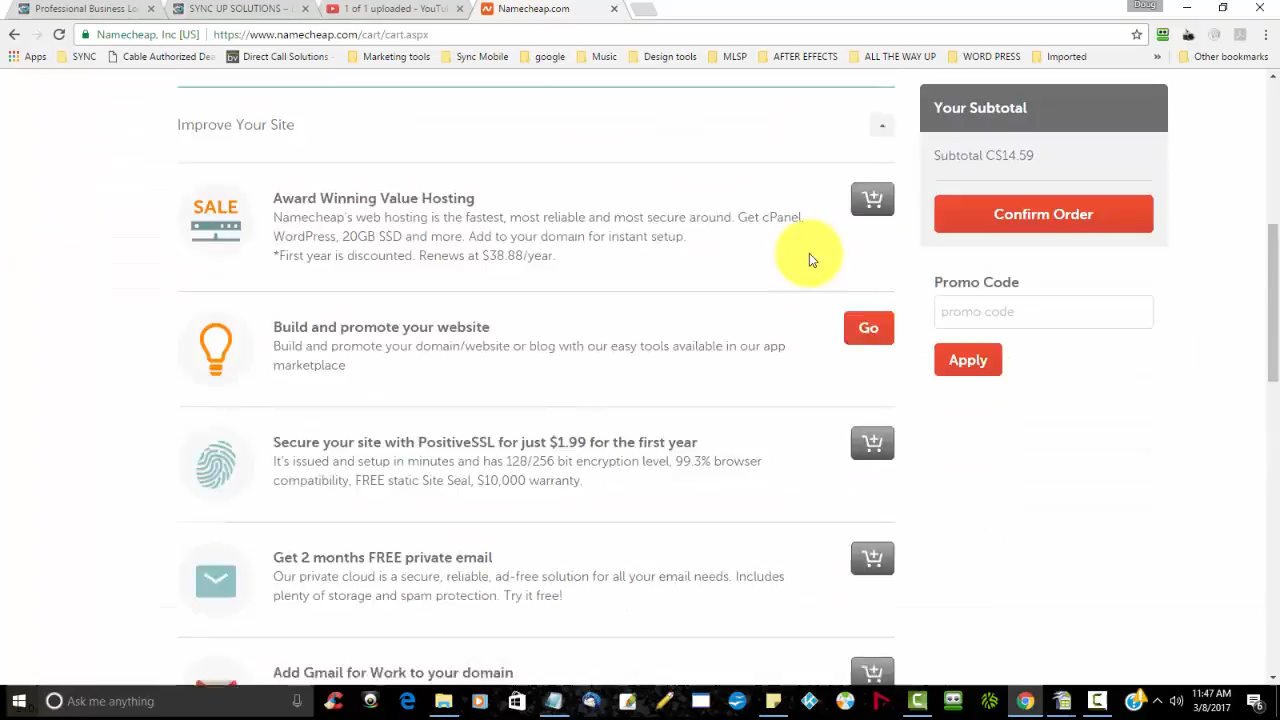 Professional Business Lo
SYNC UP SOLUTIONS –
1 of 1 uploaded - YouTu
Namecheap.com
Doug
Namecheap, Inc [US]
https://www.namecheap.com/cart/cart.aspx
Apps
SYNC
Cable Authorized Dea
Direct Call Solutions
Marketing tools
Sync Mobile
google
Music
Design tools
MLSP
AFTER EFFECTS
ALL THE WAY UP
WORD PRESS
Imported
»
Other bookmarks
Improve Your Site
Your Subtotal
Subtotal C$14.59
Confirm Order
Promo Code
promo code
Apply
SALE
Award Winning Value Hosting
Namecheap's web hosting is the fastest, most reliable and most secure around. Get cPanel,
WordPress, 20GB SSD and more. Add to your domain for instant setup.
*First year is discounted. Renews at $38.88/year.
Build and promote your website
Build and promote your domain/website or blog with our easy tools available in our app
marketplace
Go
Secure your site with PositiveSSL for just $1.99 for the first year
It's issued and setup in minutes and has 128/256 bit encryption level, 99.3% browser
compatibility, FREE static Site Seal, $10,000 warranty.
Get 2 months FREE private email
Our private cloud is a secure, reliable, ad-free solution for all your email needs. Includes
plenty of storage and spam protection. Try it free!
Add Gmail for Work to your domain
Ask me anything
11:47 AM
3/8/2017
6